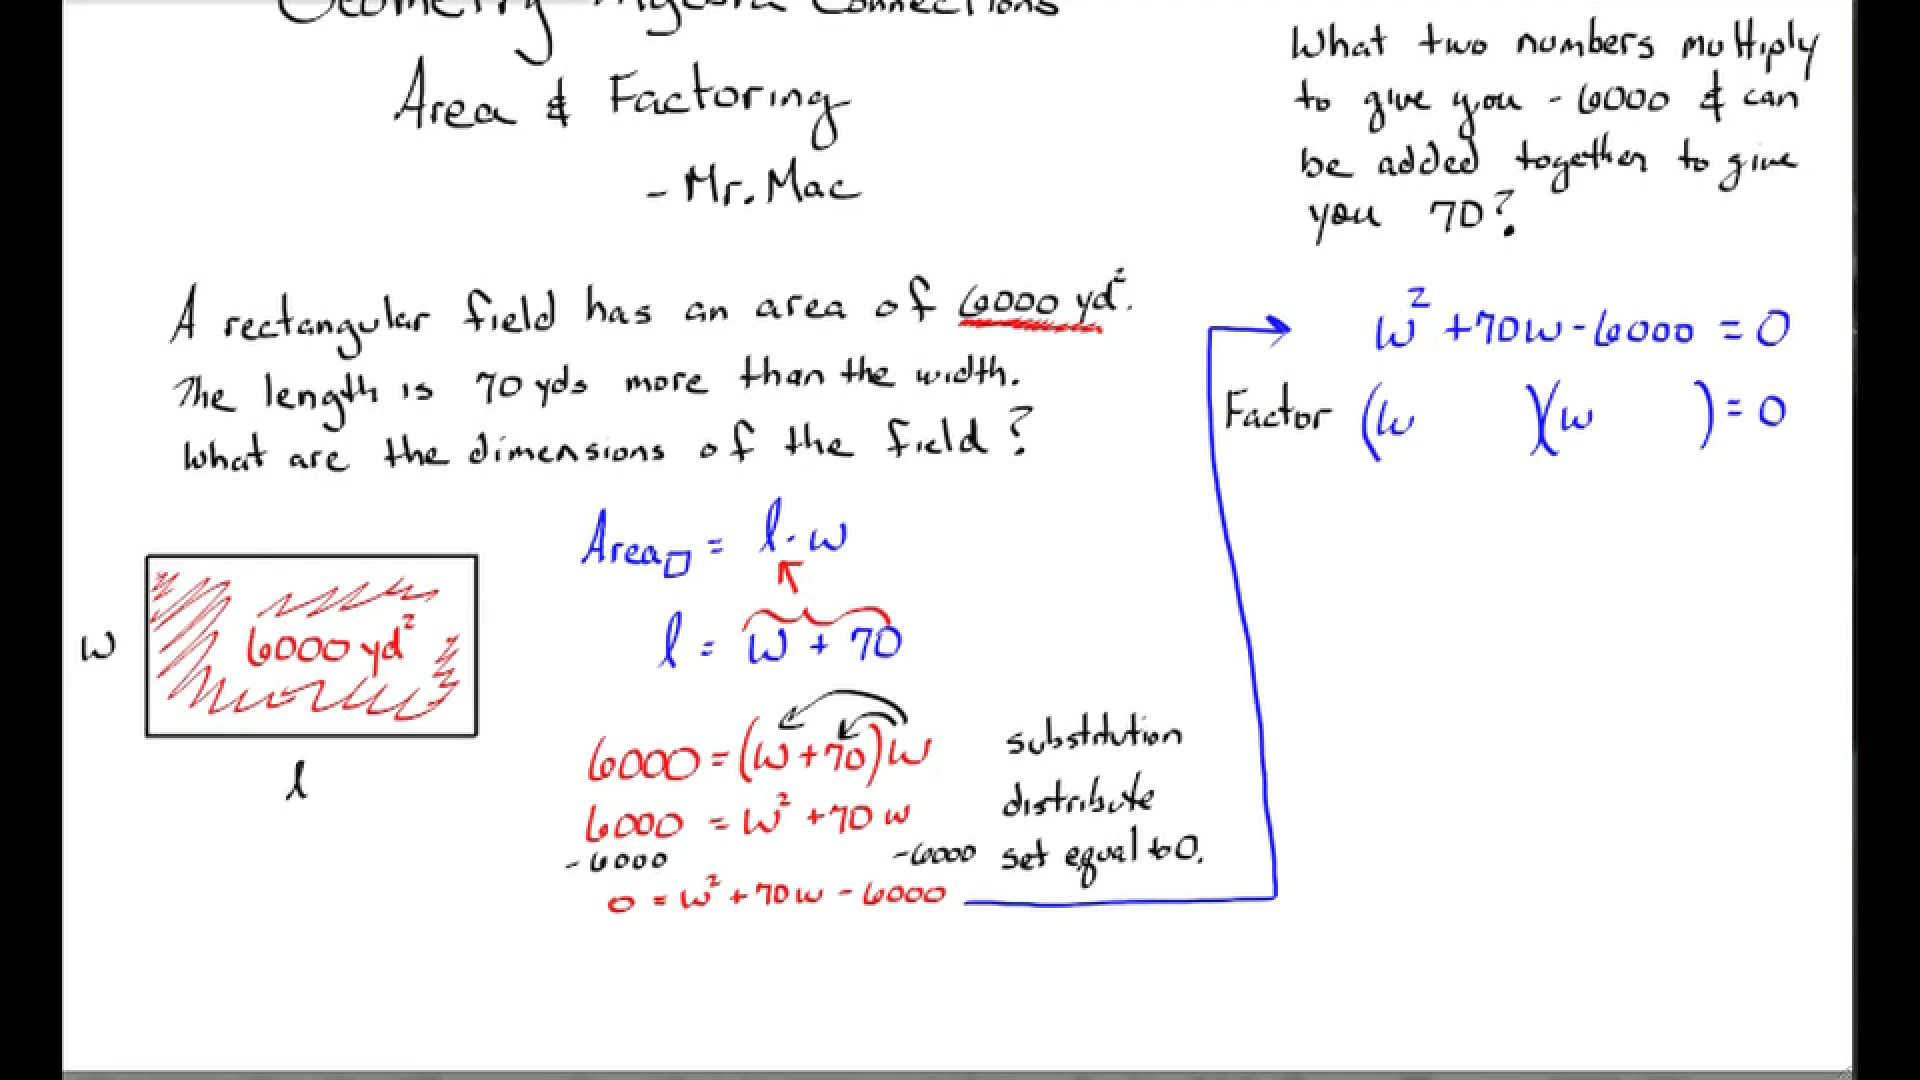 Geometry Algebra Connections
Area & Factoring
- Mr. Mac
A rectangular field has an area of 6000 yd².
The length is 70 yds more than the width.
What are the dimensions of the field?
6000 yd²
w
l
Area▭ = l · w
l = w + 70
6000 = (w + 70)w substitution
6000 = w² + 70w distribute
-6000 -6000 set equal to 0.
0 = w² + 70w - 6000
What two numbers multiply
to give you -6000 & can
be added together to give
you 70?
w² + 70w - 6000 = 0
Factor (w )(w ) = 0